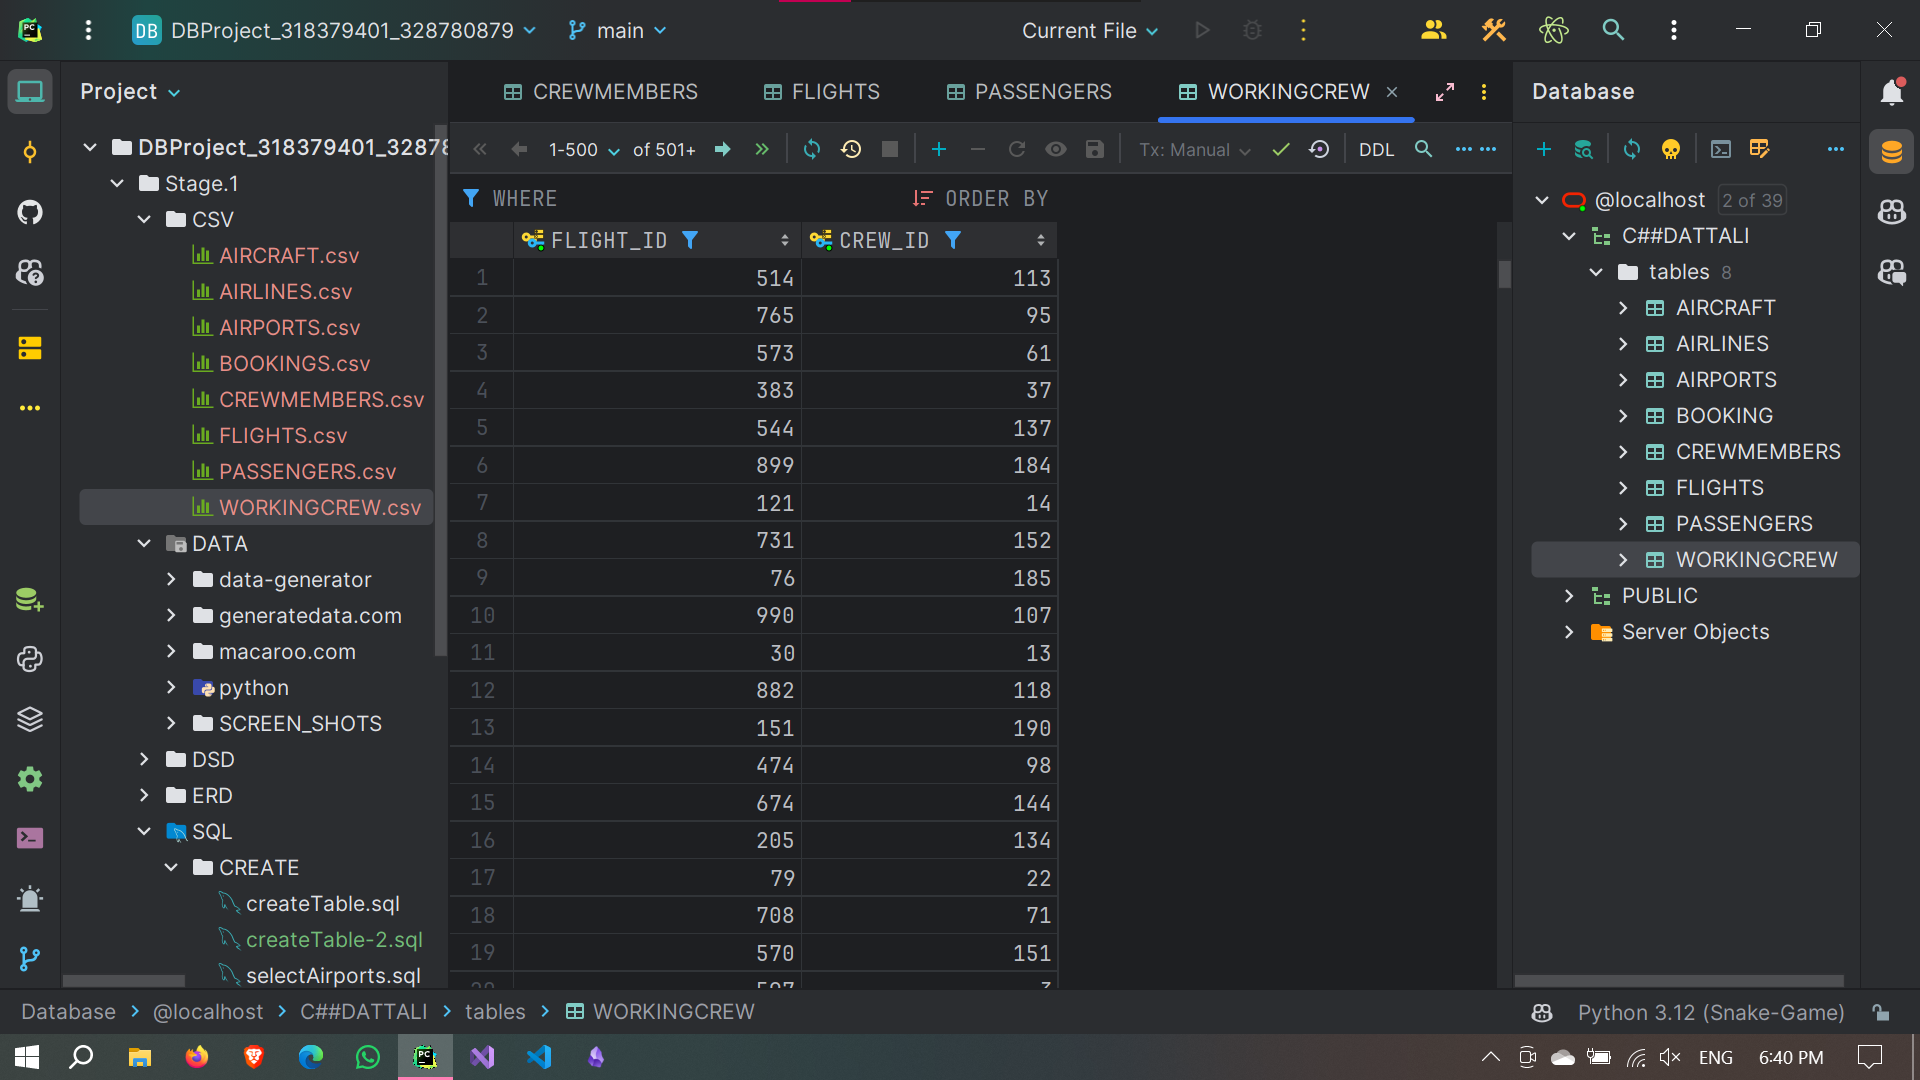 DB DBProject_318379401_328780879 main Current File
Project
DBProject_318379401_32878
Stage.1
CSV
AIRCRAFT.csv
AIRLINES.csv
AIRPORTS.csv
BOOKINGS.csv
CREWMEMBERS.csv
FLIGHTS.csv
PASSENGERS.csv
WORKINGCREW.csv
DATA
data-generator
generatedata.com
macaroo.com
python
SCREEN_SHOTS
DSD
ERD
SQL
CREATE
createTable.sql
createTable-2.sql
selectAirports.sql
CREWMEMBERS FLIGHTS PASSENGERS WORKINGCREW
1-500 of 501+ Tx: Manual DDL
WHERE ORDER BY
FLIGHT_ID CREW_ID
1 514 113
2 765 95
3 573 61
4 383 37
5 544 137
6 899 184
7 121 14
8 731 152
9 76 185
10 990 107
11 30 13
12 882 118
13 151 190
14 474 98
15 674 144
16 205 134
17 79 22
18 708 71
19 570 151
Database
@localhost 2 of 39
C##DATTALI
tables 8
AIRCRAFT
AIRLINES
AIRPORTS
BOOKING
CREWMEMBERS
FLIGHTS
PASSENGERS
WORKINGCREW
PUBLIC
Server Objects
Database @localhost C##DATTALI tables WORKINGCREW Python 3.12 (Snake-Game)
PC ENG 6:40 PM